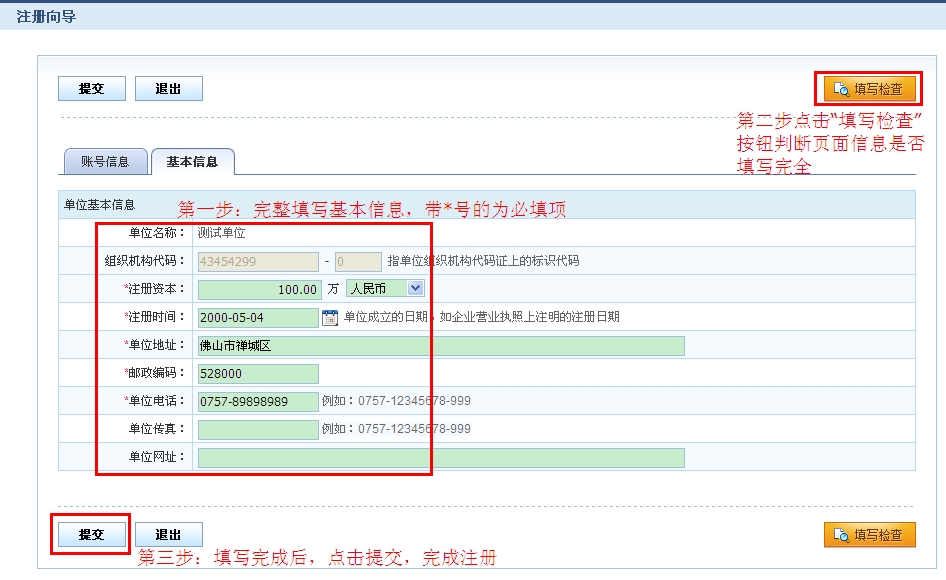 注册向导
提交 退出 填写检查
第二步点击“填写检查”
按钮判断页面信息是否
填写完全
账号信息 基本信息
单位基本信息 第一步：完整填写基本信息，带*号的为必填项
单位名称： 测试单位
组织机构代码： 43454299 - 0 指单位组织机构代码证上的标识代码
*注册资本： 100.00 万 人民币
*注册时间： 2000-05-04 单位成立的日期，如企业营业执照上注明的注册日期
*单位地址： 佛山市禅城区
*邮政编码： 528000
*单位电话： 0757-89898989 例如：0757-12345678-999
单位传真： 例如：0757-12345678-999
单位网址：
提交 退出 填写检查
第三步：填写完成后，点击提交，完成注册